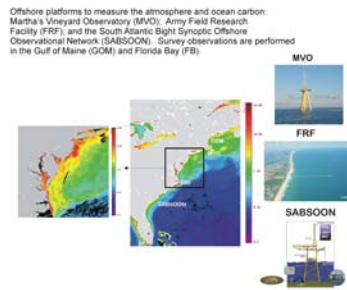 Offshore platforms to measure the atmosphere and ocean carbon:
Martha's Vineyard Observatory (MVO); Army Field Research
Facility (FRF); and the South Atlantic Bight Synoptic Offshore
Observational Network (SABSOON). Survey observations are performed
in the Gulf of Maine (GOM) and Florida Bay (FB).
MVO
FRF
GOM
SABSOON
SABSOON